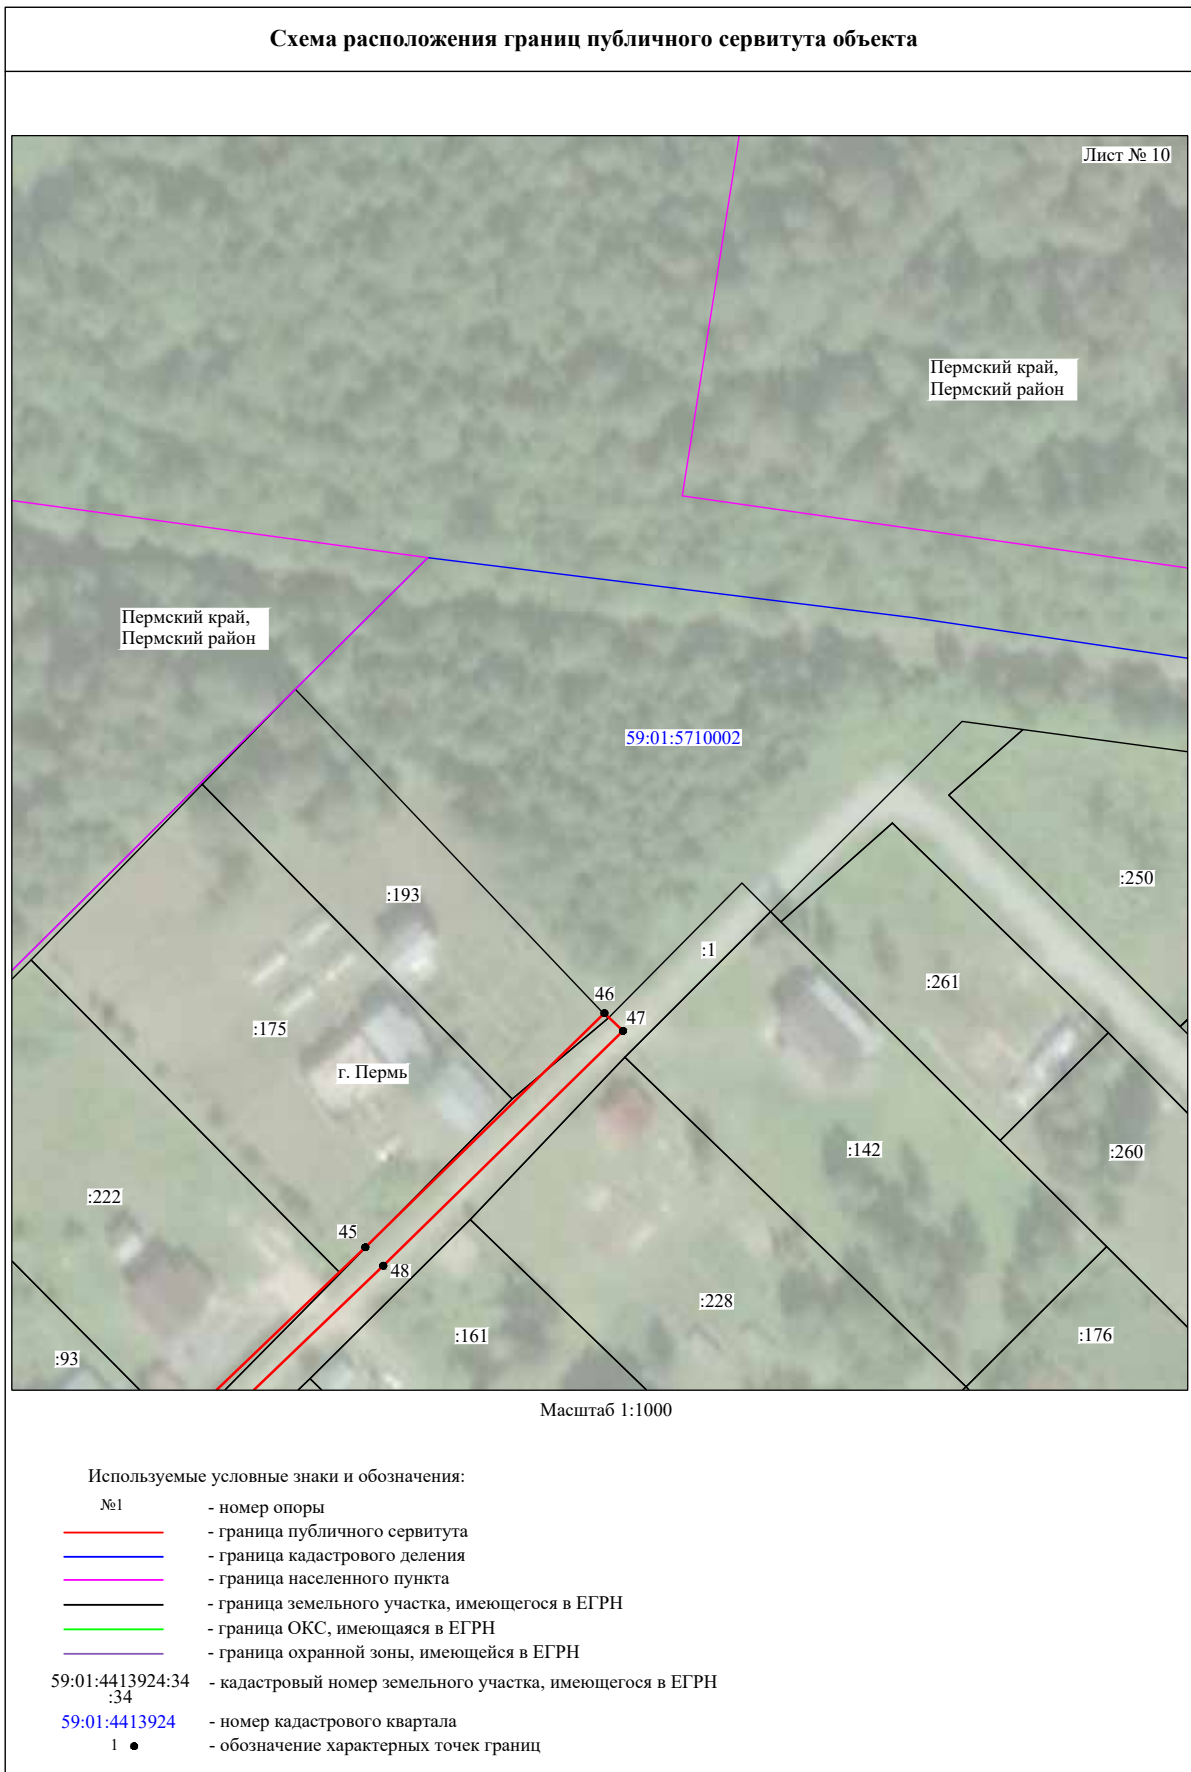 Схема расположения границ публичного сервитута объекта
Лист № 10
Пермский край,
Пермский район
Пермский край,
Пермский район
59:01:5710002
:250
:193
:1
:261
46
47
:175
г. Пермь
:142
:260
:222
45
48
:228
:161
:176
:93
Масштаб 1:1000
Используемые условные знаки и обозначения:
№1 - номер опоры
- граница публичного сервитута
- граница кадастрового деления
- граница населенного пункта
- граница земельного участка, имеющегося в ЕГРН
- граница ОКС, имеющаяся в ЕГРН
- граница охранной зоны, имеющейся в ЕГРН
59:01:4413924:34 - кадастровый номер земельного участка, имеющегося в ЕГРН
:34
59:01:4413924 - номер кадастрового квартала
1 - обозначение характерных точек границ